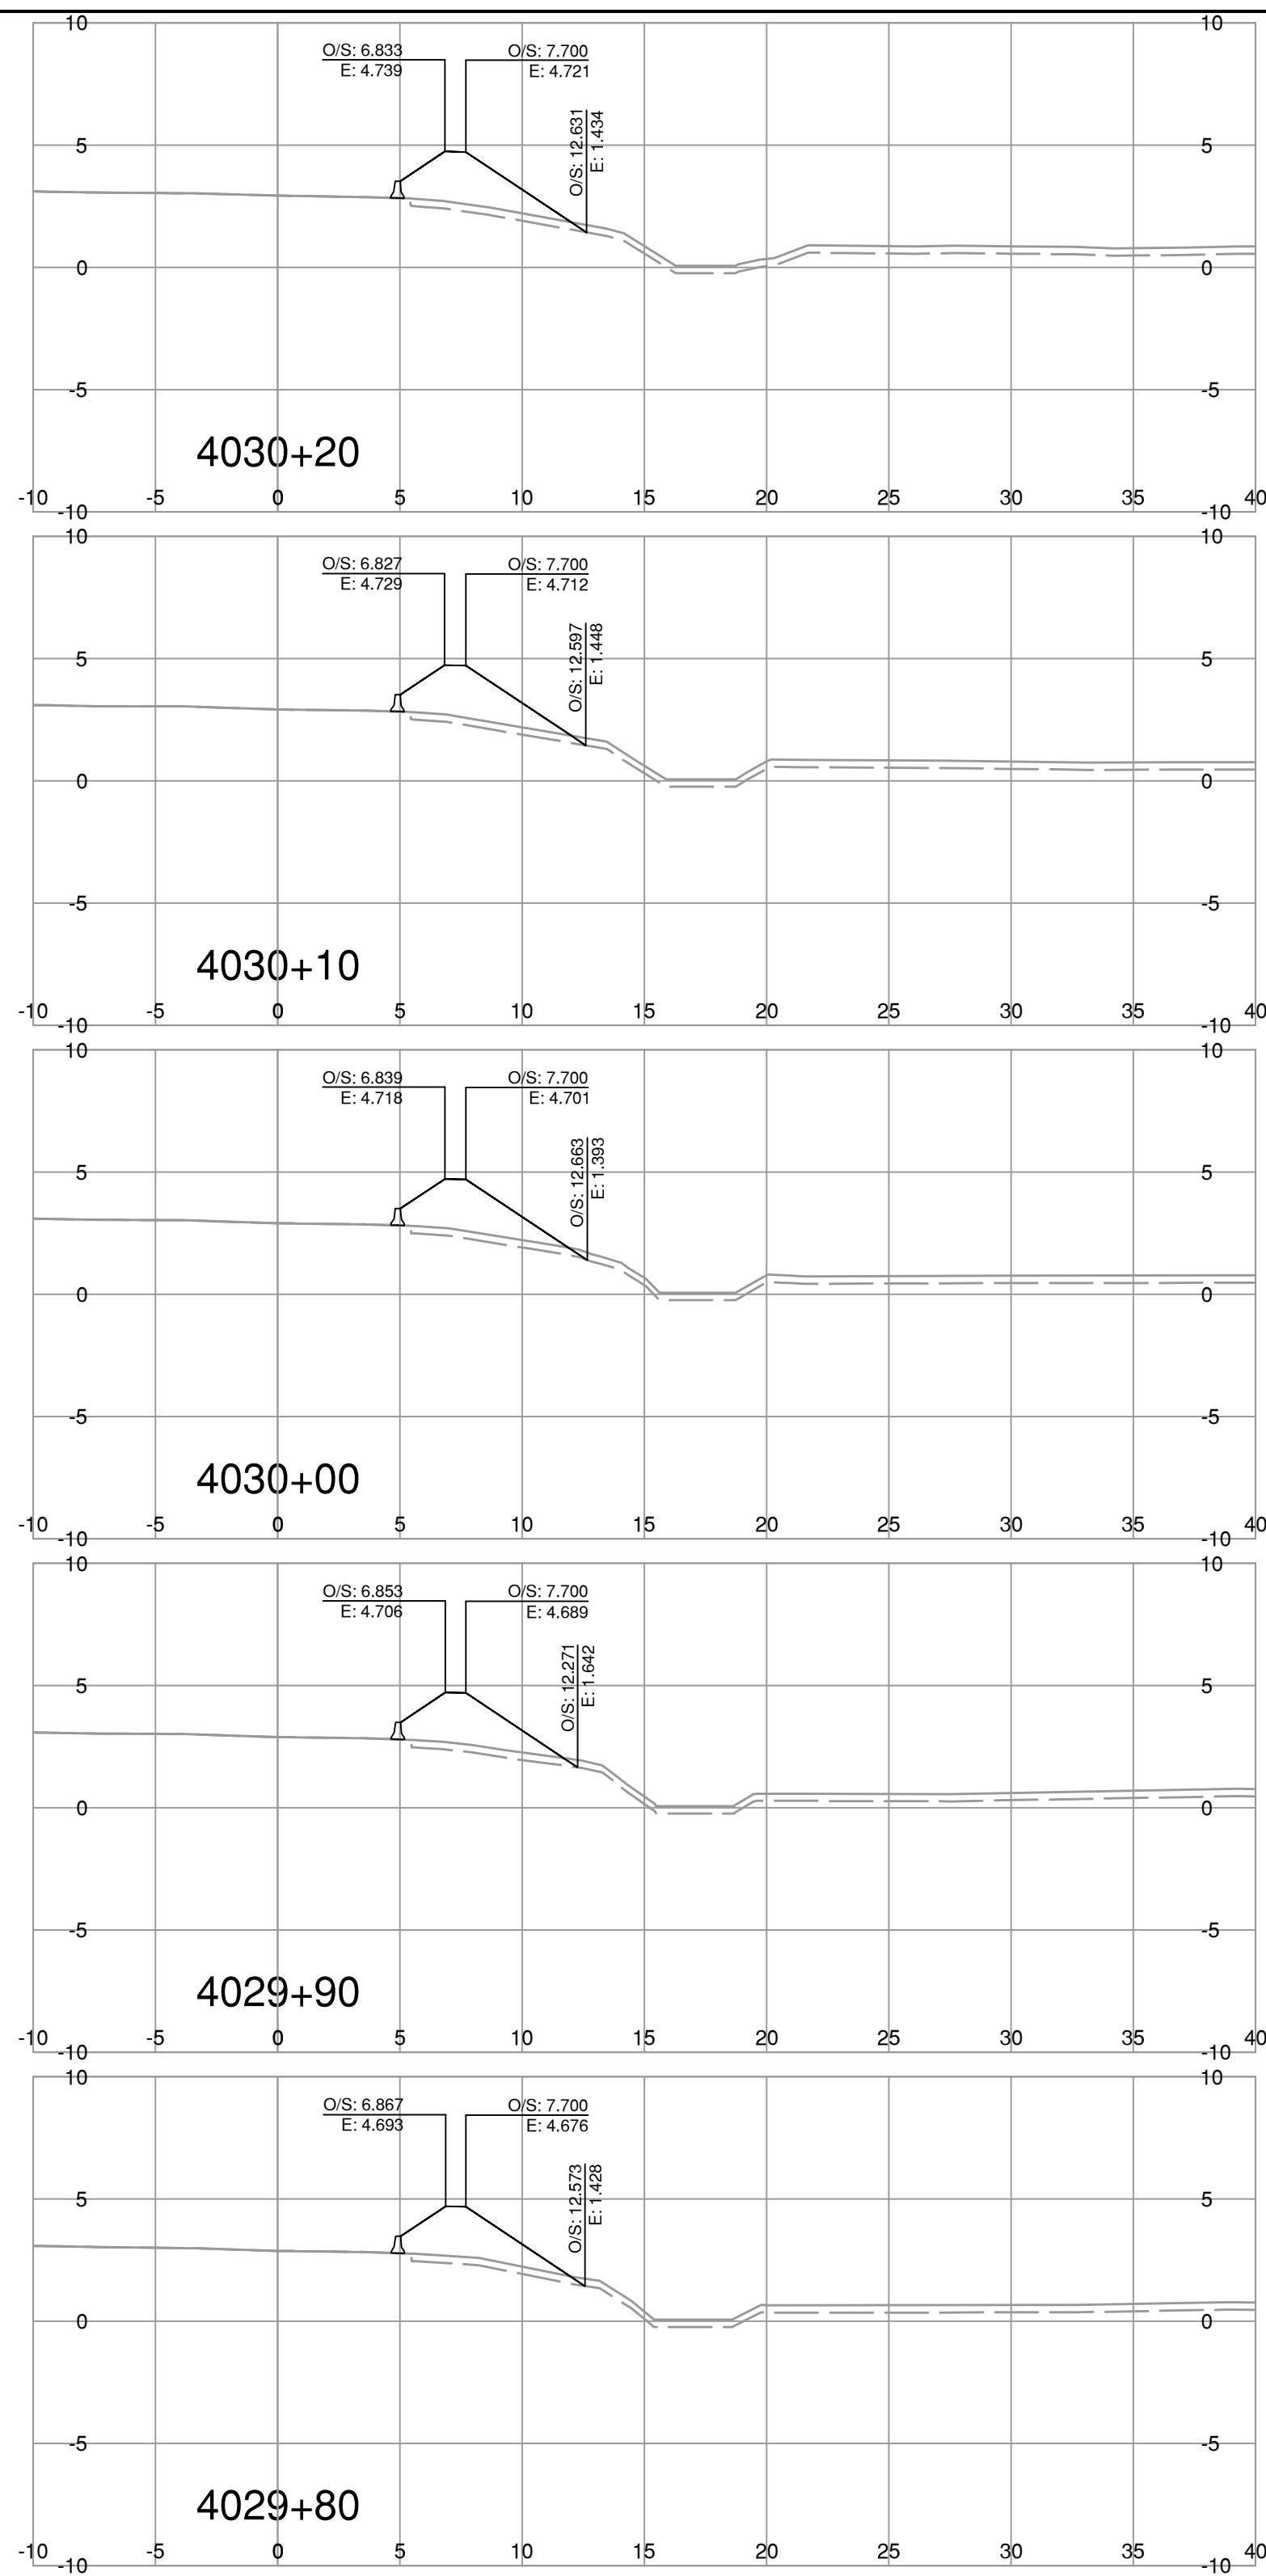 10 10
O/S: 6.833 O/S: 7.700
E: 4.739 E: 4.721
O/S: 12.631
E: 1.434
5 5
0 0
-5 -5
4030+20
-10 -5 0 5 10 15 20 25 30 35 40
-10 -10
10 10
O/S: 6.827 O/S: 7.700
E: 4.729 E: 4.712
O/S: 12.597
E: 1.448
5 5
0 0
-5 -5
4030+10
-10 -5 0 5 10 15 20 25 30 35 40
-10 -10
10 10
O/S: 6.839 O/S: 7.700
E: 4.718 E: 4.701
O/S: 12.663
E: 1.393
5 5
0 0
-5 -5
4030+00
-10 -5 0 5 10 15 20 25 30 35 40
-10 -10
10 10
O/S: 6.853 O/S: 7.700
E: 4.706 E: 4.689
O/S: 12.271
E: 1.642
5 5
0 0
-5 -5
4029+90
-10 -5 0 5 10 15 20 25 30 35 40
-10 -10
10 10
O/S: 6.867 O/S: 7.700
E: 4.693 E: 4.676
O/S: 12.573
E: 1.428
5 5
0 0
-5 -5
4029+80
-10 -5 0 5 10 15 20 25 30 35 40
-10 -10